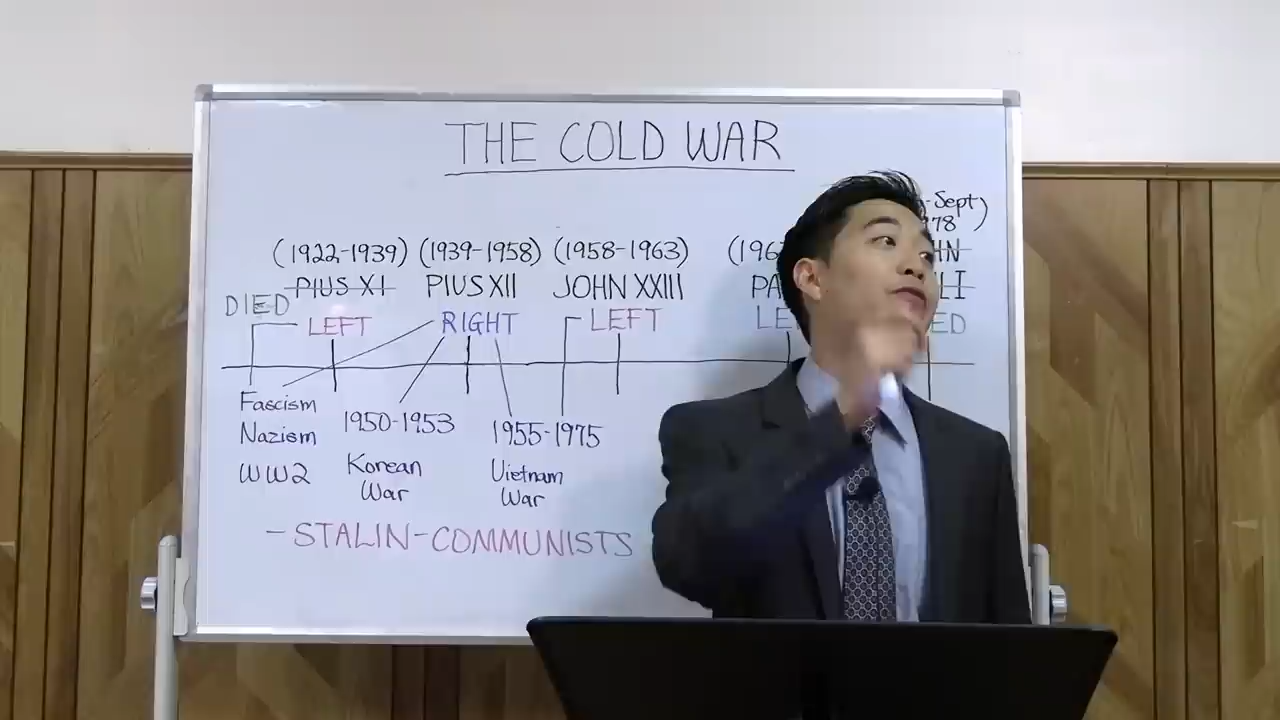 THE COLD WAR
-Sept)
(1922-1939) (1939-1958) (1958-1963)
PIUS XI PIUS XII JOHN XXIII
DIED
LEFT RIGHT LEFT
Fascism
Nazism
WW2
1950-1953
Korean
War
1955-1975
Vietnam
War
-STALIN-COMMUNISTS